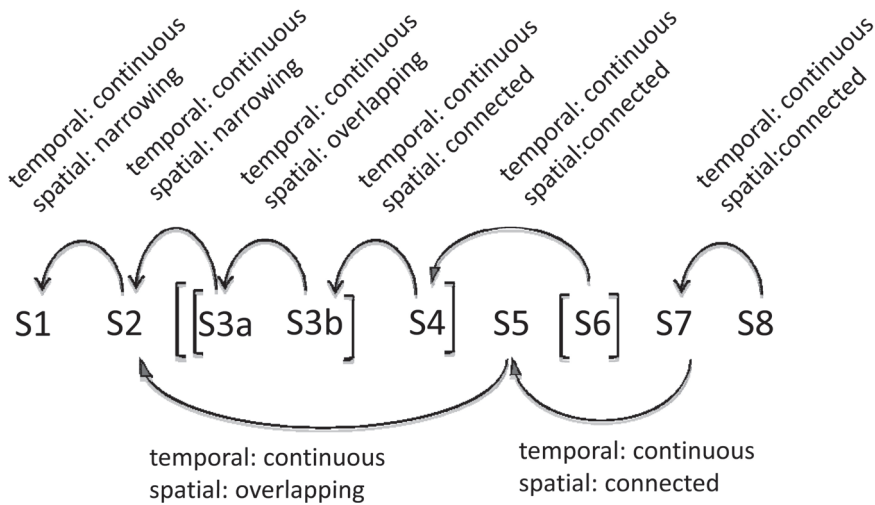 temporal: continuous
spatial: narrowing
temporal: continuous
spatial: narrowing
temporal: continuous
spatial: overlapping
temporal: continuous
spatial: connected
temporal: continuous
spatial:connected
temporal: continuous
spatial:connected
S1 S2 [[S3a S3b] S4] S5 [S6] S7 S8
temporal: continuous
spatial: overlapping
temporal: continuous
spatial: connected